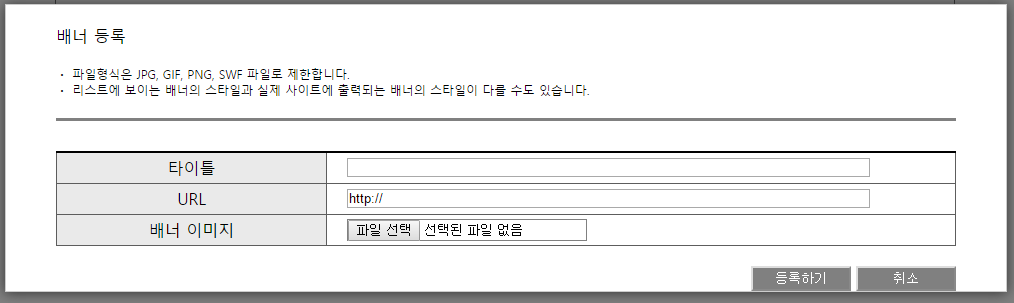 배너 등록
· 파일형식은 JPG, GIF, PNG, SWF 파일로 제한합니다.
· 리스트에 보이는 배너의 스타일과 실제 사이트에 출력되는 배너의 스타일이 다를 수도 있습니다.
타이틀
URL http://
배너 이미지 파일 선택 선택된 파일 없음
등록하기 취소